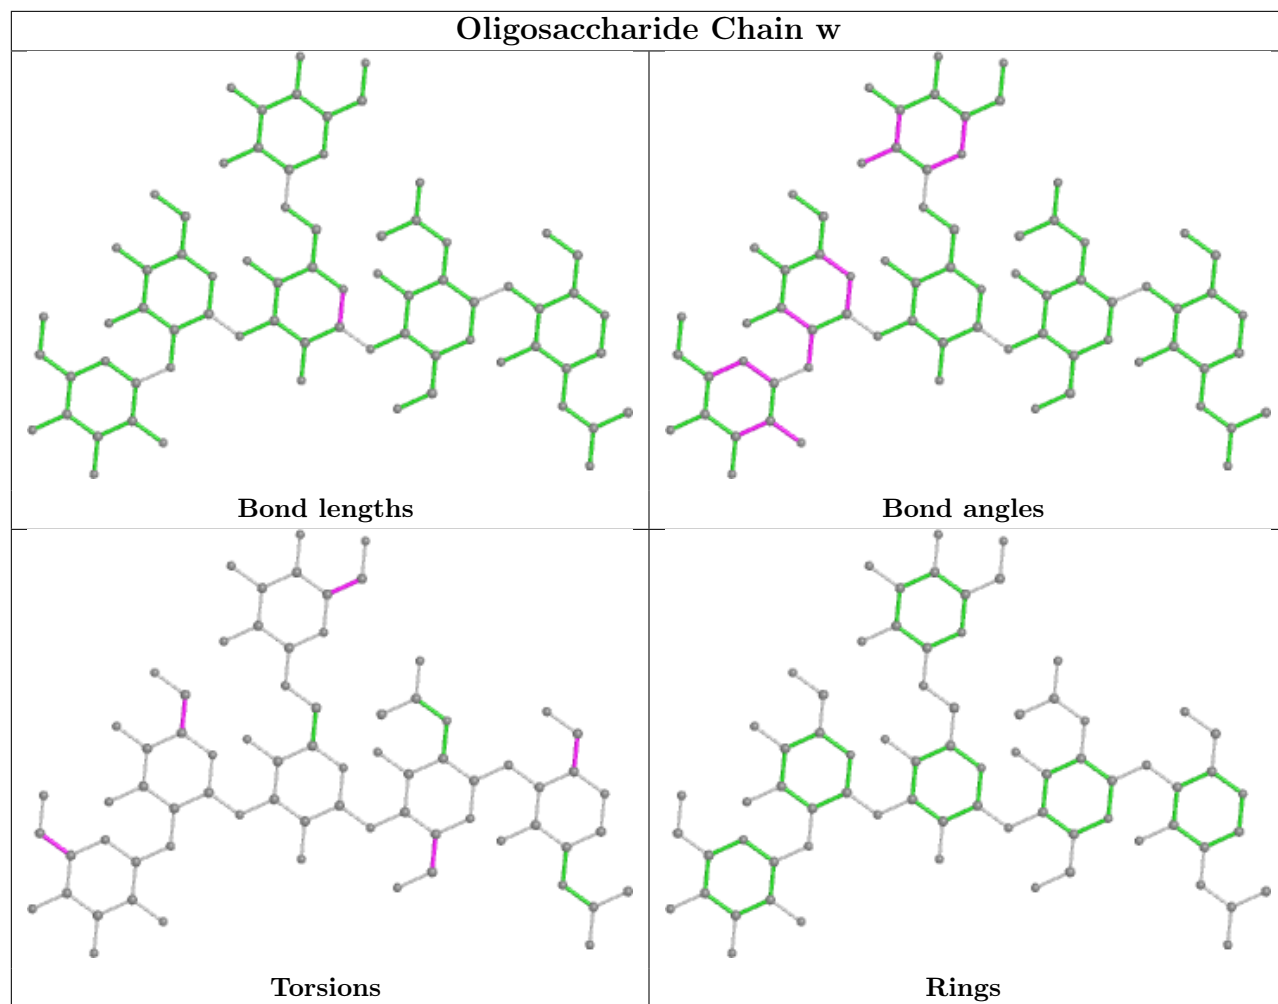 Oligosaccharide Chain w
Bond lengths
Bond angles
Torsions
Rings